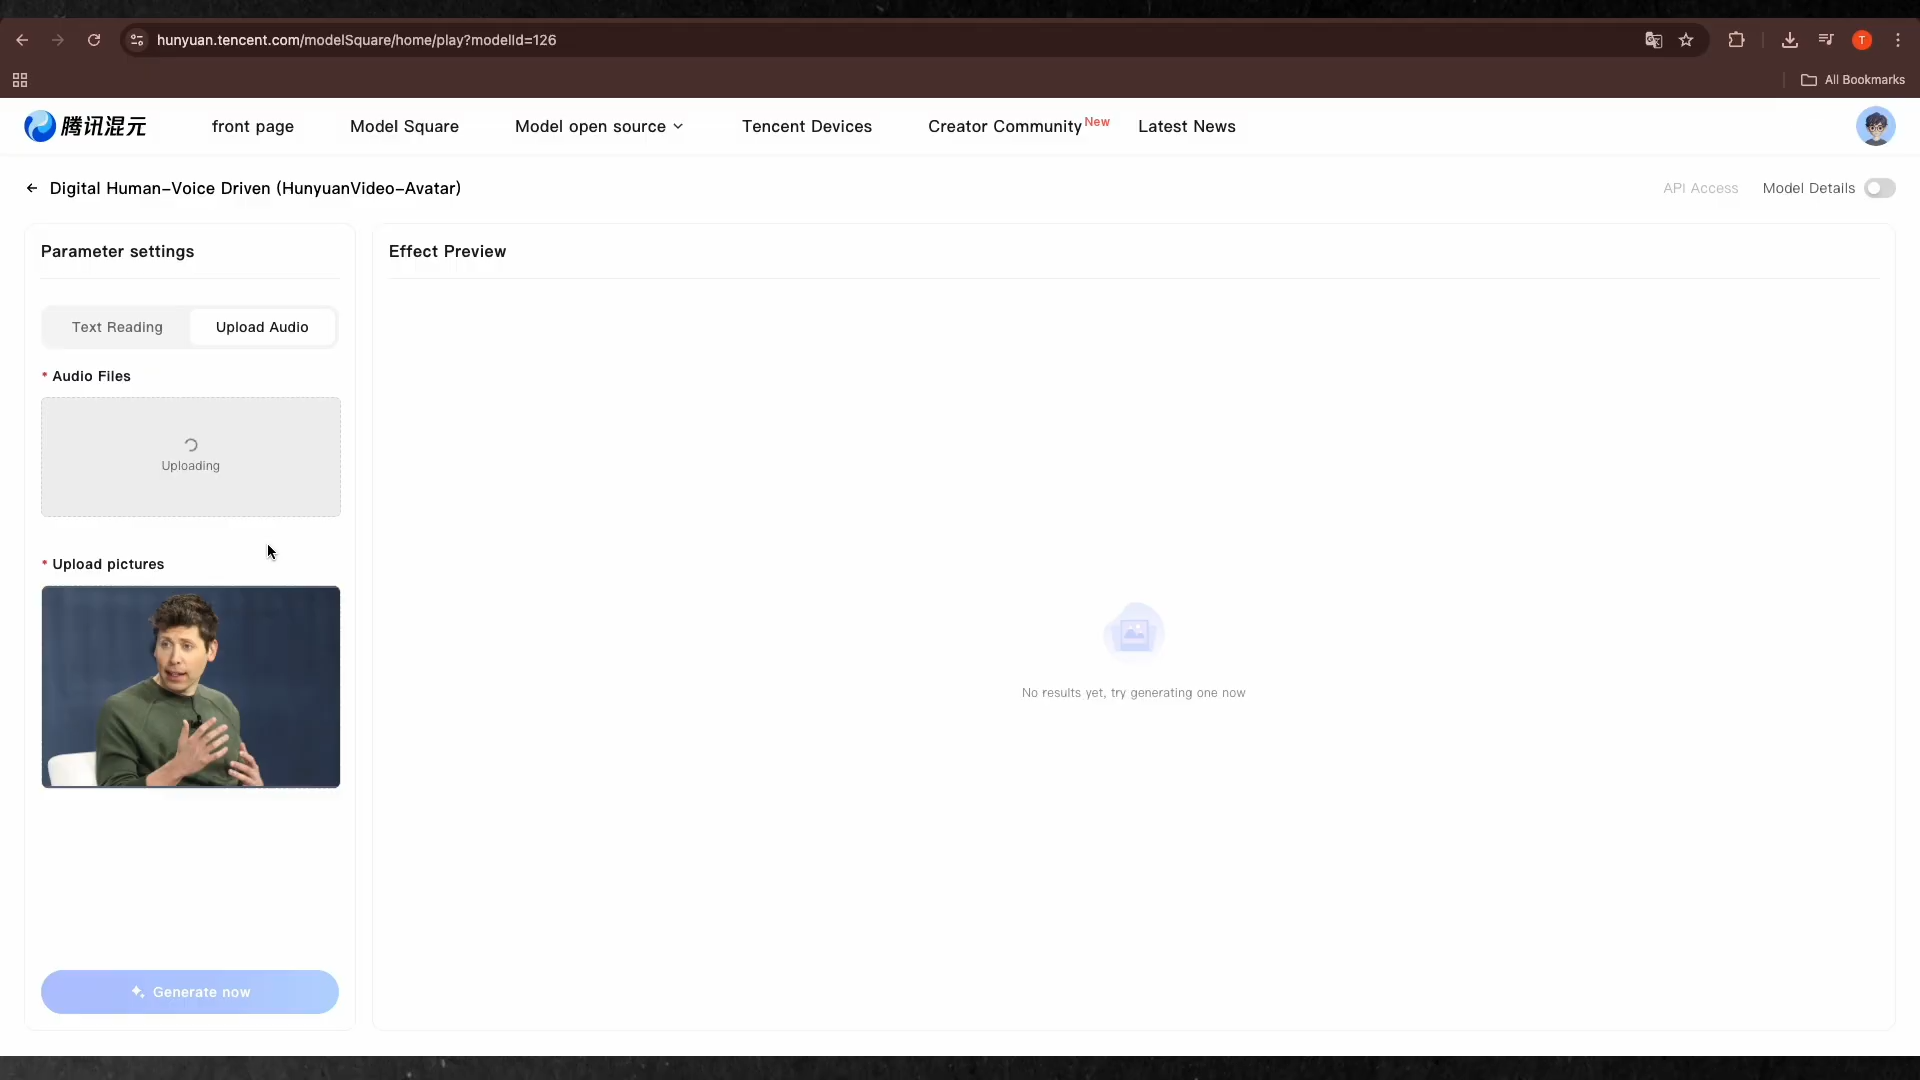 hunyuan.tencent.com/modelSquare/home/play?modelId=126
T
All Bookmarks
腾讯混元
front page
Model Square
Model open source
Tencent Devices
Creator Community New
Latest News
Digital Human-Voice Driven (HunyuanVideo-Avatar)
API Access
Model Details
Parameter settings
Effect Preview
Text Reading
Upload Audio
* Audio Files
Uploading
* Upload pictures
No results yet, try generating one now
Generate now